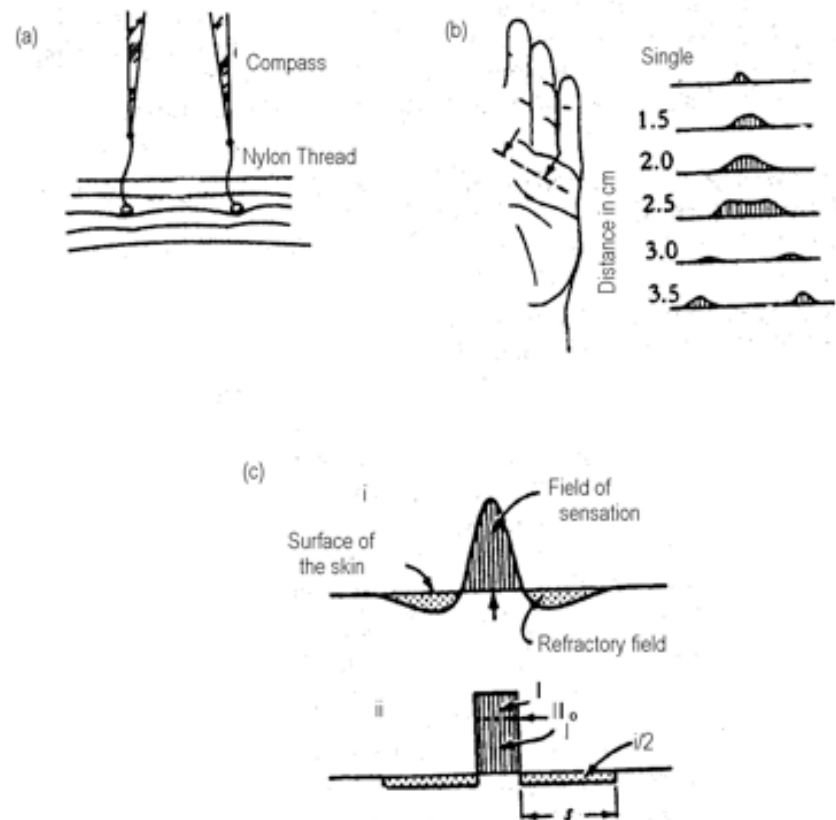 (a)
Compass
Nylon Thread
(b)
Single
1.5
2.0
2.5
3.0
3.5
Distance in cm
(c)
i
Field of
sensation
Surface of
the skin
Refractory field
ii
I
I
i/2